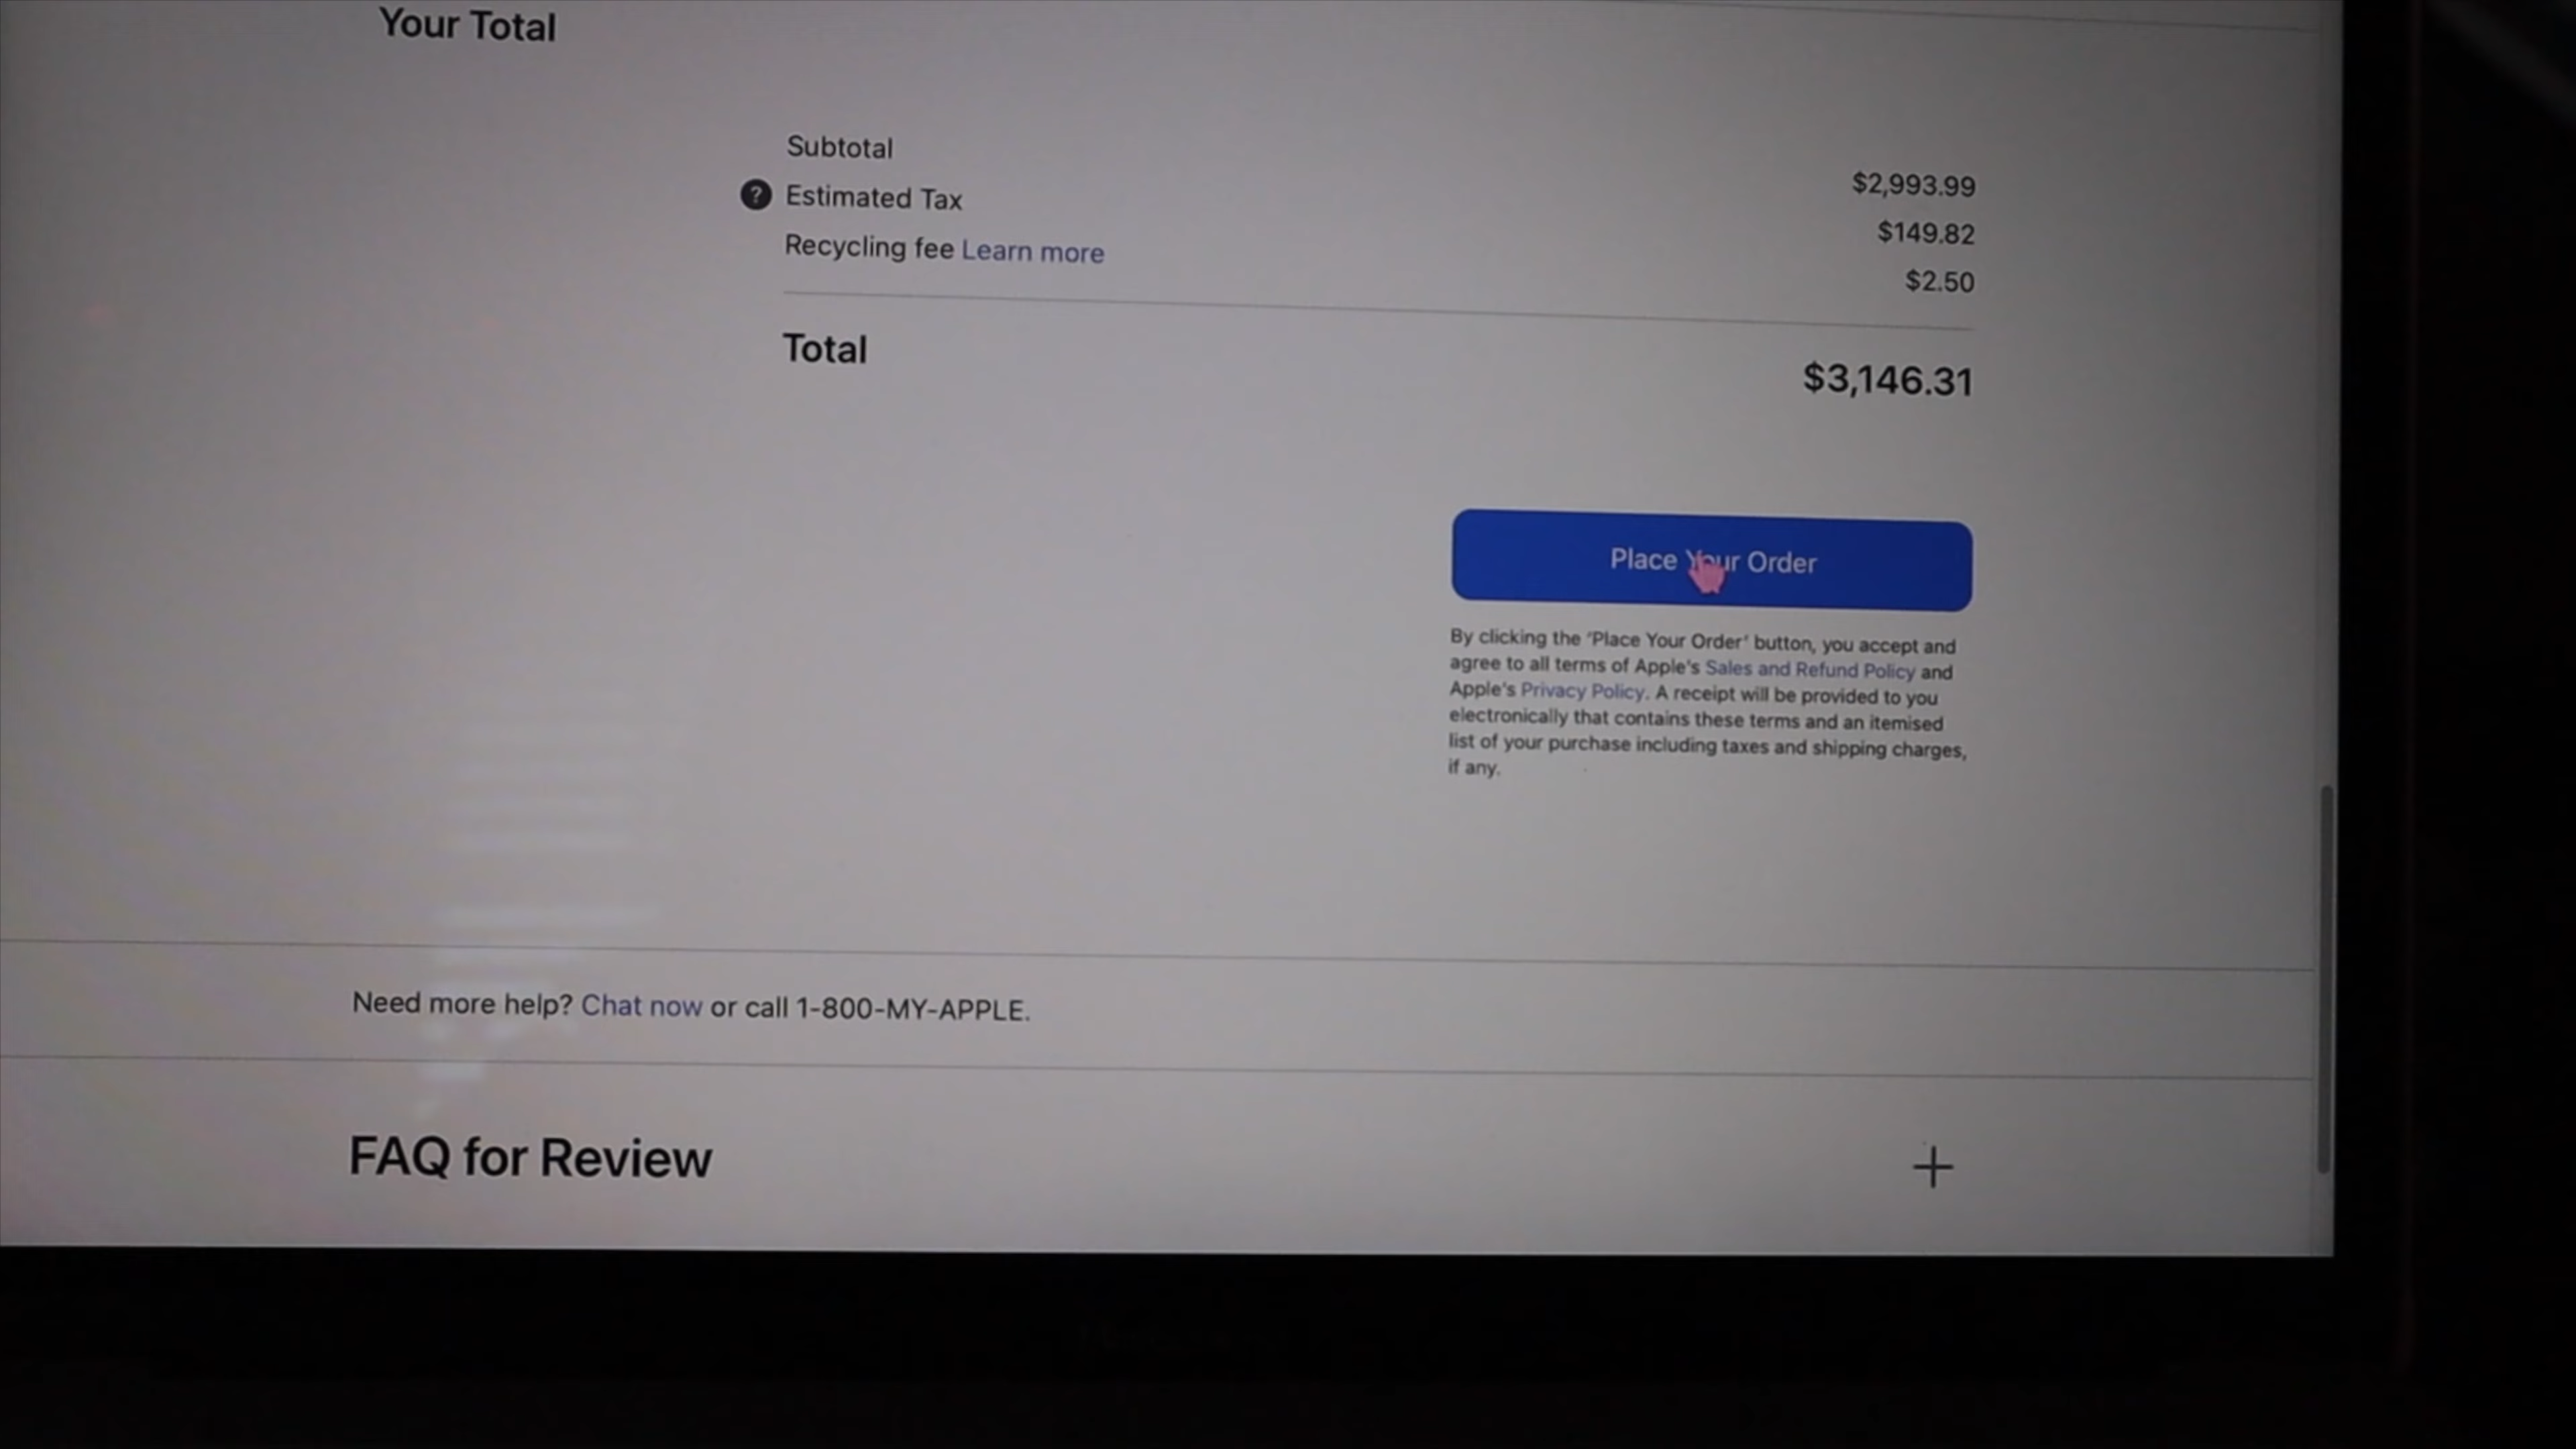 Your Total
Subtotal
$2,993.99
? Estimated Tax
$149.82
Recycling fee Learn more
$2.50
Total
$3,146.31
Place Your Order
By clicking the 'Place Your Order' button, you accept and
agree to all terms of Apple's Sales and Refund Policy and
Apple's Privacy Policy. A receipt will be provided to you
electronically that contains these terms and an itemised
list of your purchase including taxes and shipping charges,
if any.
Need more help? Chat now or call 1-800-MY-APPLE.
FAQ for Review
+